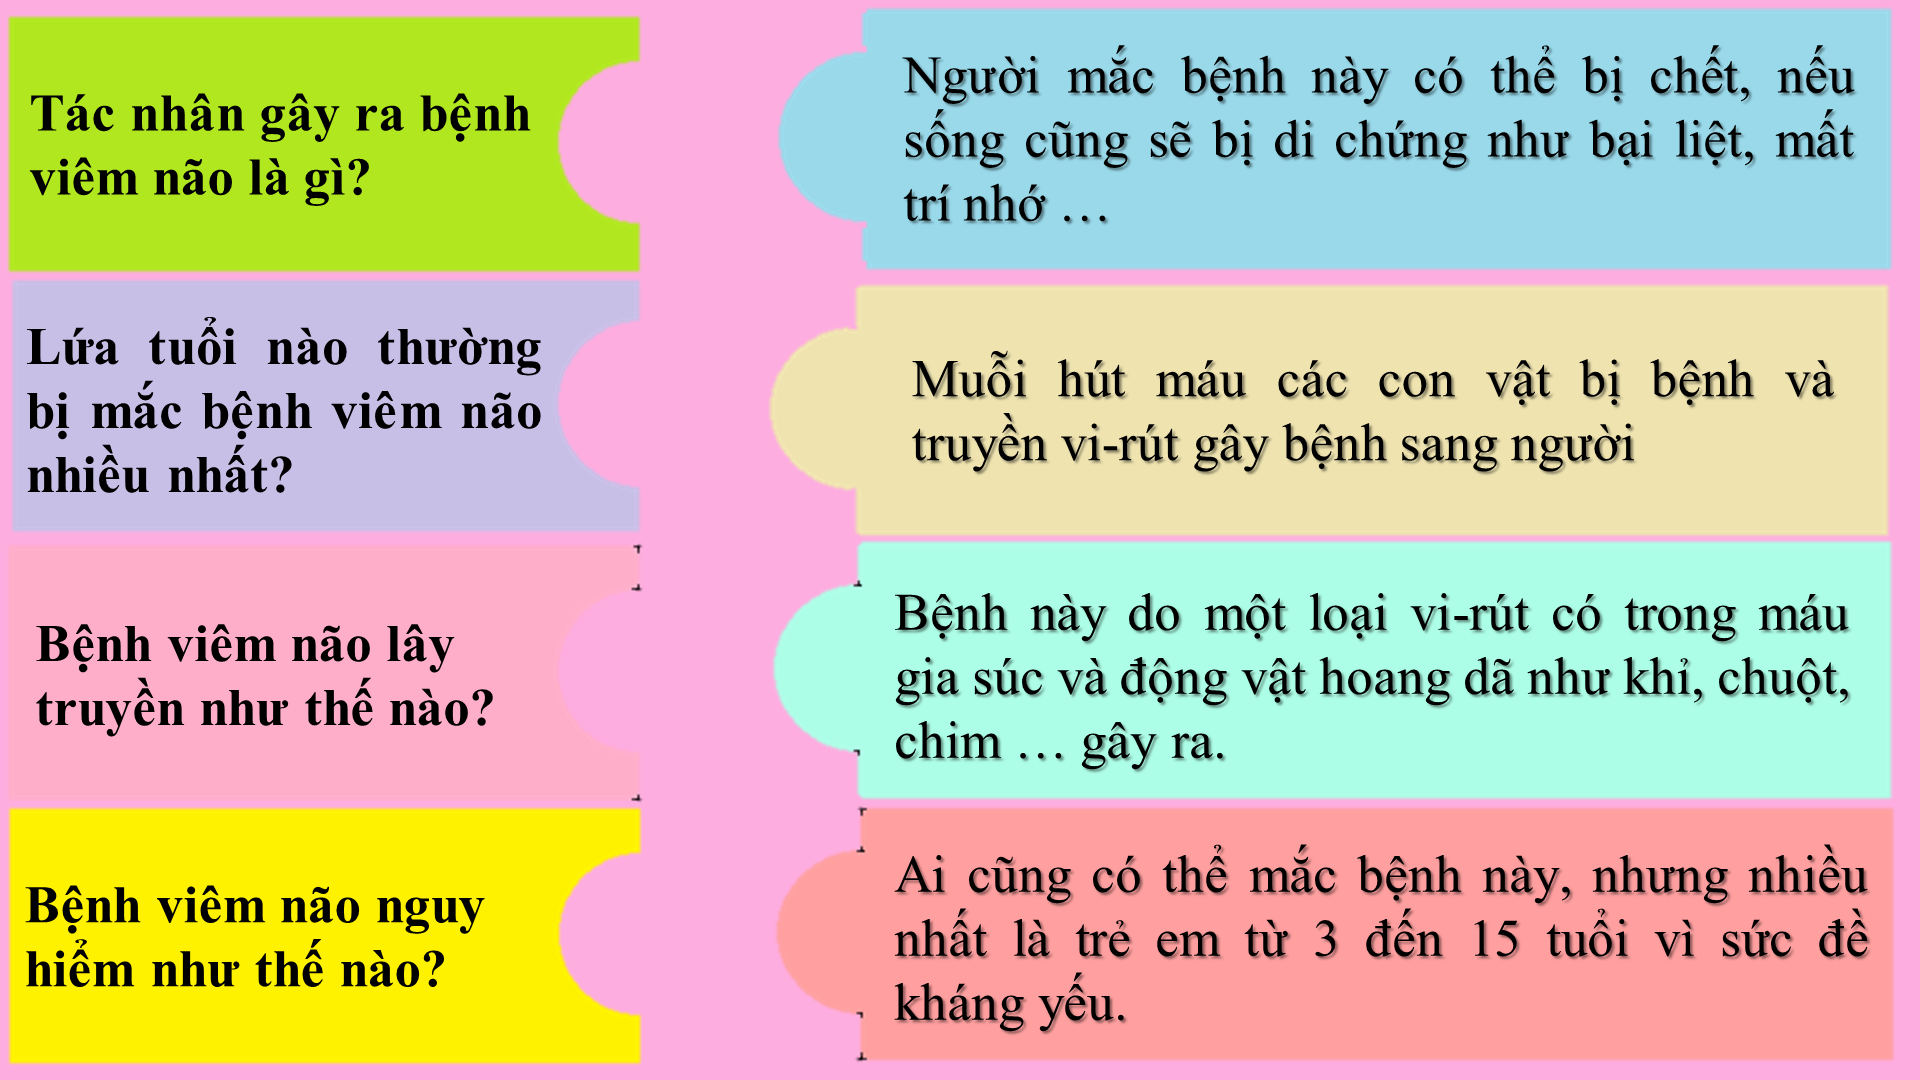 Tác nhân gây ra bệnh
viêm não là gì?
Người mắc bệnh này có thể bị chết, nếu
sống cũng sẽ bị di chứng như bại liệt, mất
trí nhớ …
Lứa tuổi nào thường
bị mắc bệnh viêm não
nhiều nhất?
Muỗi hút máu các con vật bị bệnh và
truyền vi-rút gây bệnh sang người
Bệnh viêm não lây
truyền như thế nào?
Bệnh này do một loại vi-rút có trong máu
gia súc và động vật hoang dã như khỉ, chuột,
chim … gây ra.
Bệnh viêm não nguy
hiểm như thế nào?
Ai cũng có thể mắc bệnh này, nhưng nhiều
nhất là trẻ em từ 3 đến 15 tuổi vì sức đề
kháng yếu.